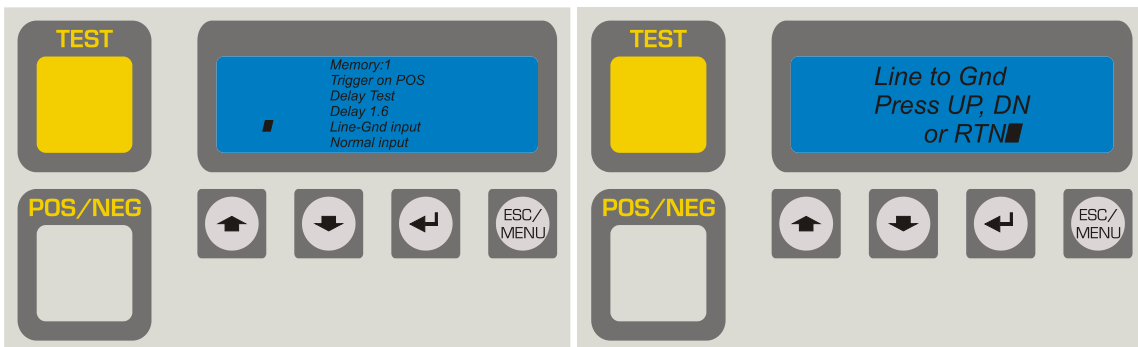 TEST
Memory:1
Trigger on POS
Delay Test
Delay 1.6
Line-Gnd input
Normal input
POS/NEG
ESC/
MENU
TEST
Line to Gnd
Press UP, DN
or RTN
POS/NEG
ESC/
MENU